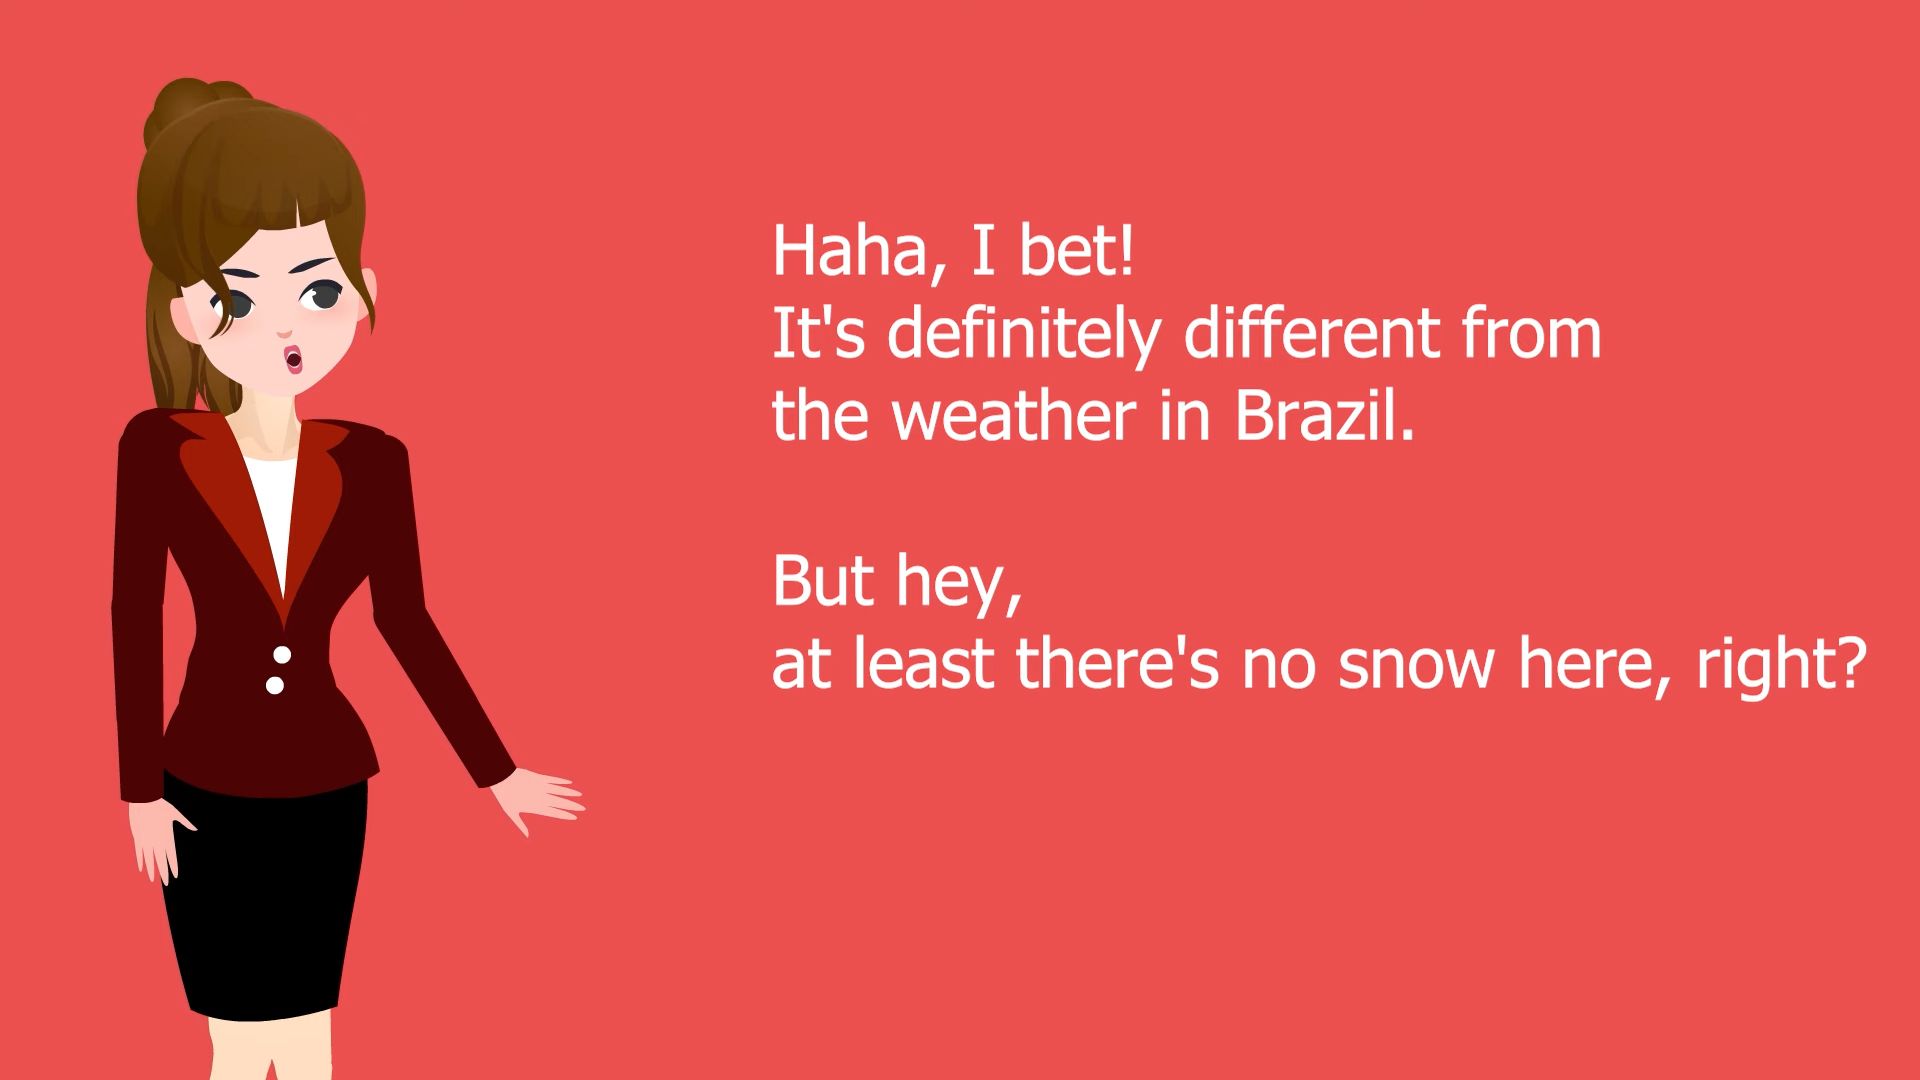 Haha, I bet!
It's definitely different from
the weather in Brazil.
But hey,
at least there's no snow here, right?